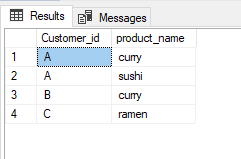 Results Messages
Customer_id product_name
1 A curry
2 A sushi
3 B curry
4 C ramen